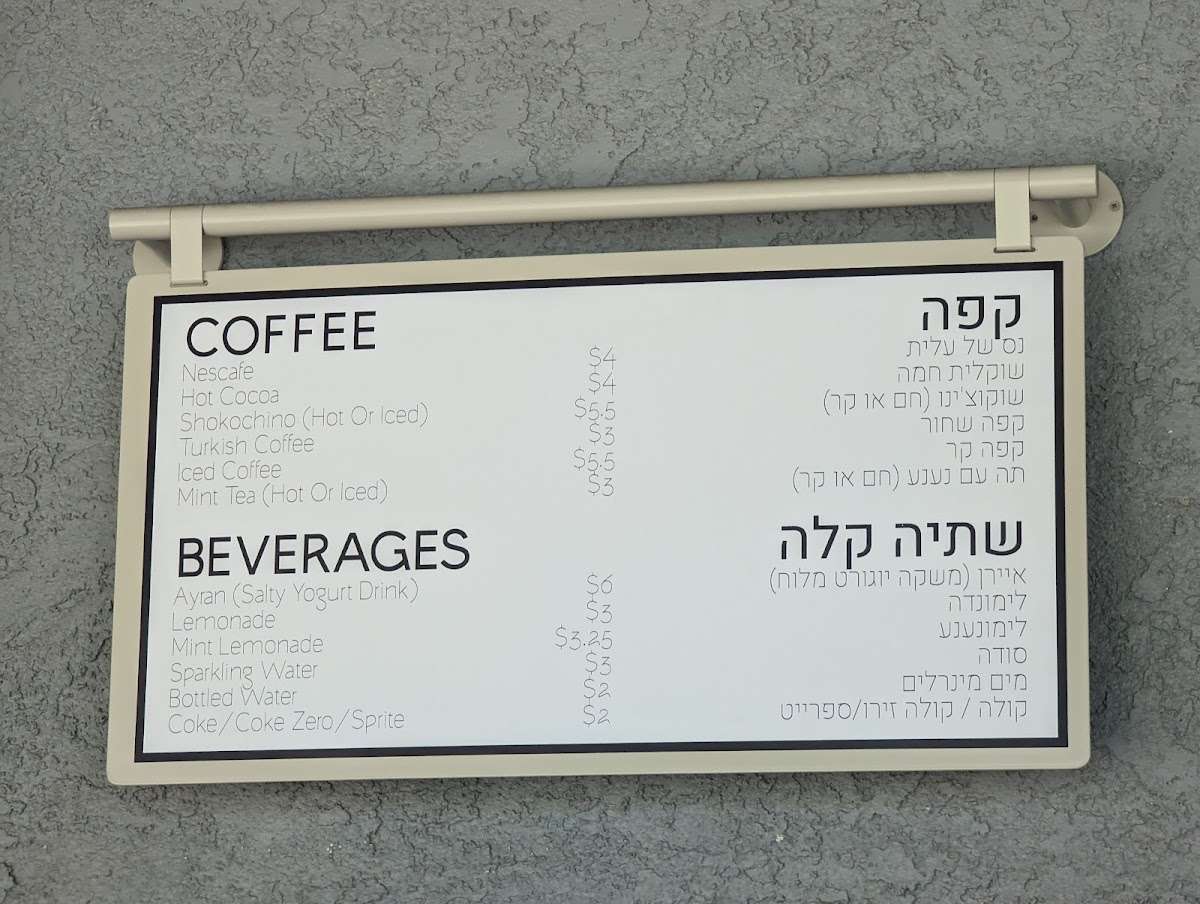 COFFEE קפה
Nescafe $4 נס של עלית
Hot Cocoa $4 שוקלית חמה
Shokochino (Hot Or Iced) $5.5 שוקוצ'ינו (חם או קר)
Turkish Coffee $3 קפה שחור
Iced Coffee $5.5 קפה קר
Mint Tea (Hot Or Iced) $3 תה עם נענע (חם או קר)
BEVERAGES שתיה קלה
Ayran (Salty Yogurt Drink) $6 איירן (משקה יוגורט מלוח)
Lemonade $3 לימונדה
Mint Lemonade $3.25 לימונענע
Sparkling Water $3 סודה
Bottled Water $2 מים מינרלים
Coke/Coke Zero/Sprite $2 קולה / קולה זירו/ספרייט